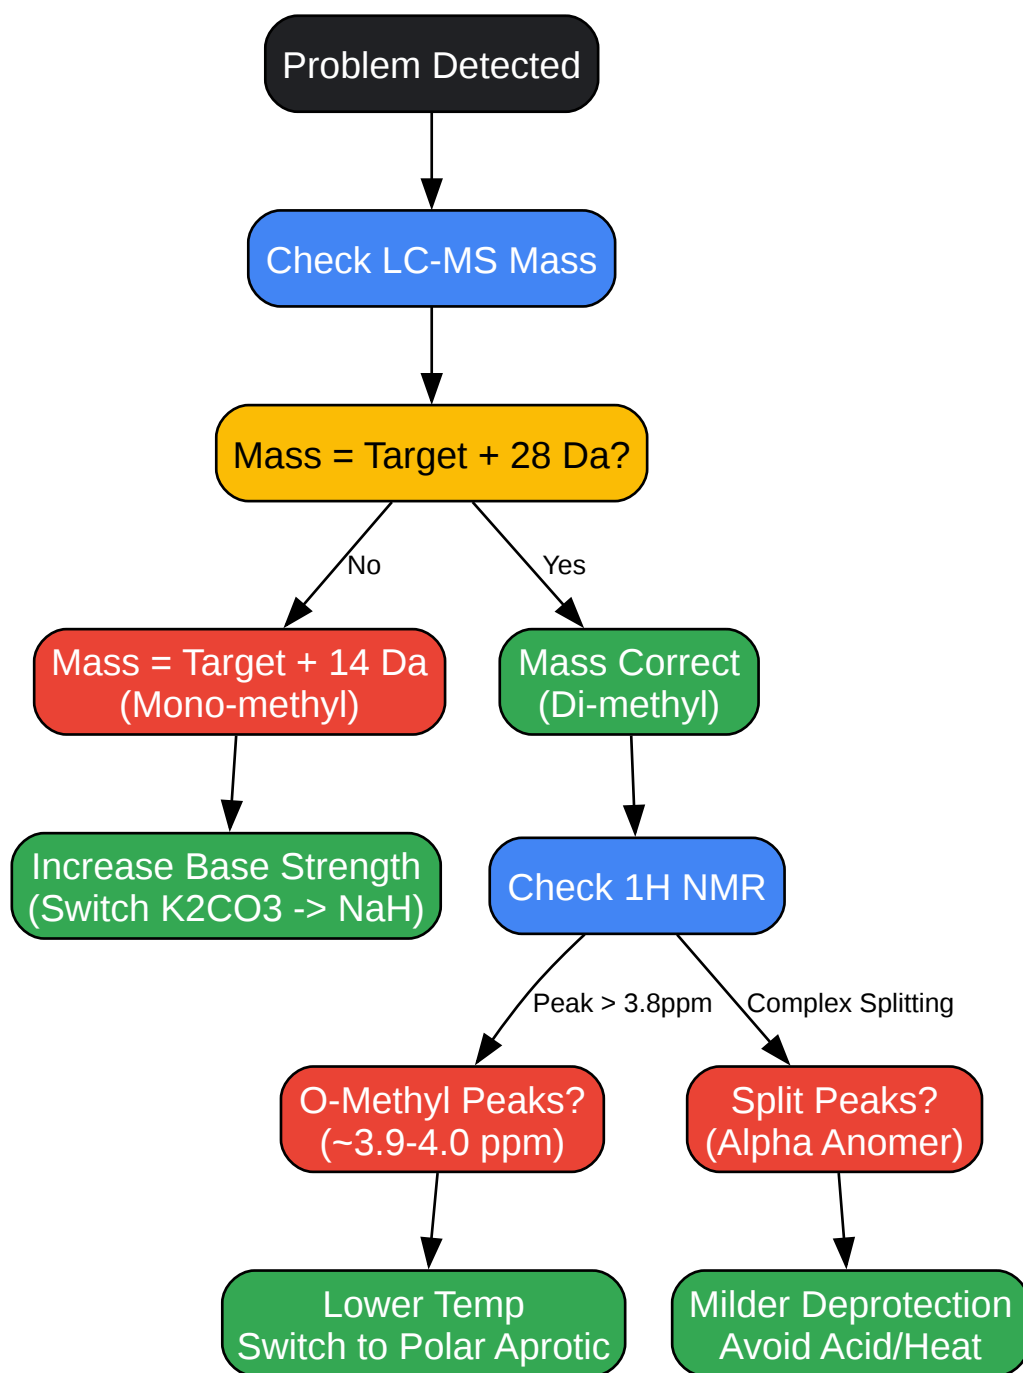 Problem Detected
Check LC-MS Mass
Mass = Target + 28 Da?
No
Yes
Mass = Target + 14 Da
(Mono-methyl)
Mass Correct
(Di-methyl)
Increase Base Strength
(Switch K2CO3 -> NaH)
Check 1H NMR
Peak > 3.8ppm
Complex Splitting
O-Methyl Peaks?
(~3.9-4.0 ppm)
Split Peaks?
(Alpha Anomer)
Lower Temp
Switch to Polar Aprotic
Milder Deprotection
Avoid Acid/Heat